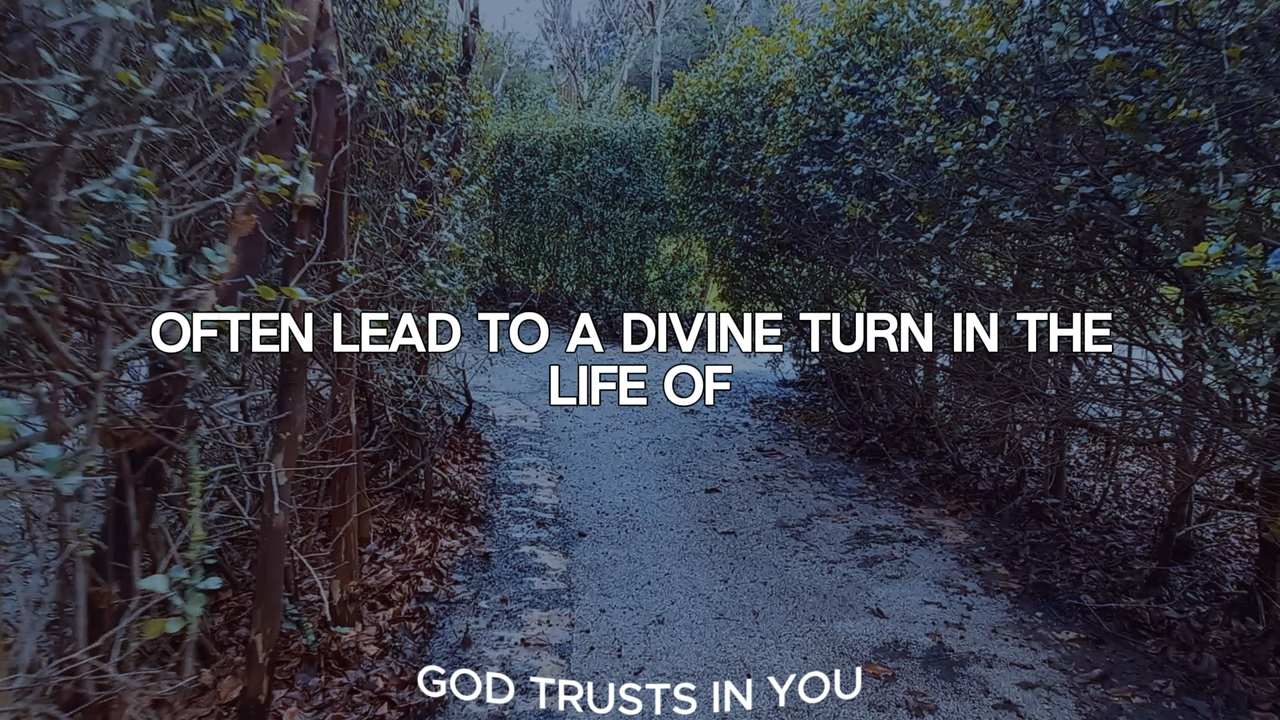 OFTEN LEAD TO A DIVINE TURN IN THE
LIFE OF
GOD TRUSTS IN YOU